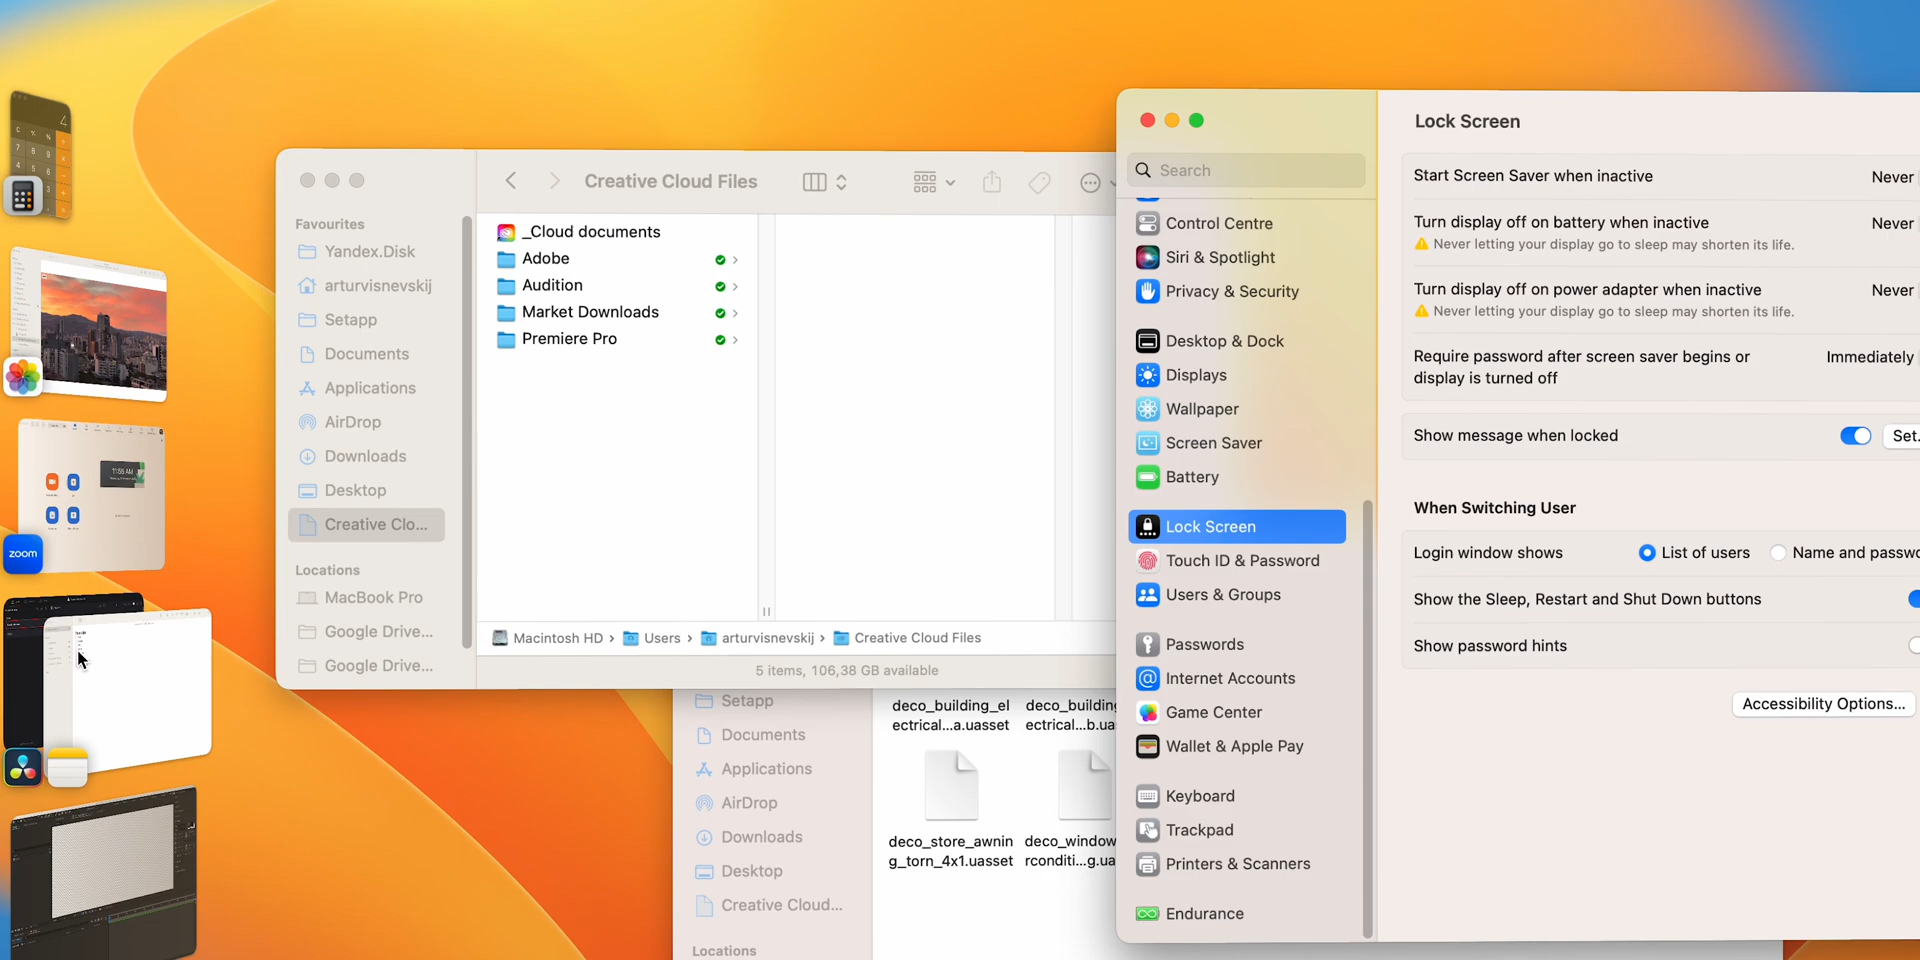 zoom
11:55 AM
Creative Cloud Files
Favourites
Yandex.Disk
arturvisnevskij
Setapp
Documents
Applications
AirDrop
Downloads
Desktop
Creative Clo...
Locations
MacBook Pro
Google Drive...
Google Drive...
_Cloud documents
Adobe
Audition
Market Downloads
Premiere Pro
Macintosh HD › Users › arturvisnevskij › Creative Cloud Files
5 items, 106,38 GB available
Setapp
Documents
Applications
AirDrop
Downloads
Desktop
Creative Cloud...
Locations
deco_building_el
ectrical...a.uasset
deco_building
ectrical...b.ua
deco_store_awnin
g_torn_4x1.uasset
deco_window
rconditi...g.ua
Search
Control Centre
Siri & Spotlight
Privacy & Security
Desktop & Dock
Displays
Wallpaper
Screen Saver
Battery
Lock Screen
Touch ID & Password
Users & Groups
Passwords
Internet Accounts
Game Center
Wallet & Apple Pay
Keyboard
Trackpad
Printers & Scanners
Endurance
Lock Screen
Start Screen Saver when inactive Never
Turn display off on battery when inactive Never
Never letting your display go to sleep may shorten its life.
Turn display off on power adapter when inactive Never
Never letting your display go to sleep may shorten its life.
Require password after screen saver begins or Immediately
display is turned off
Show message when locked Set..
When Switching User
Login window shows List of users Name and passwo
Show the Sleep, Restart and Shut Down buttons
Show password hints
Accessibility Options...